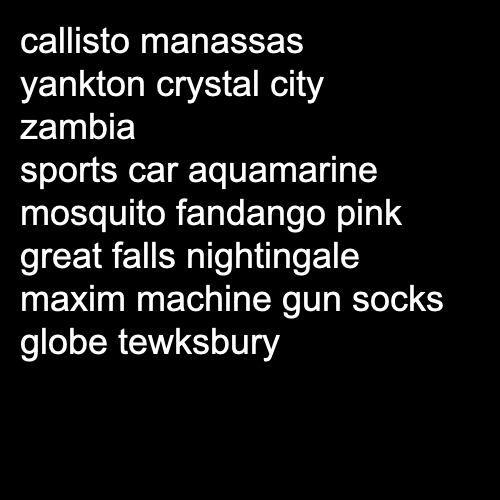 callisto manassas
yankton crystal city
zambia
sports car aquamarine
mosquito fandango pink
great falls nightingale
maxim machine gun socks
globe tewksbury